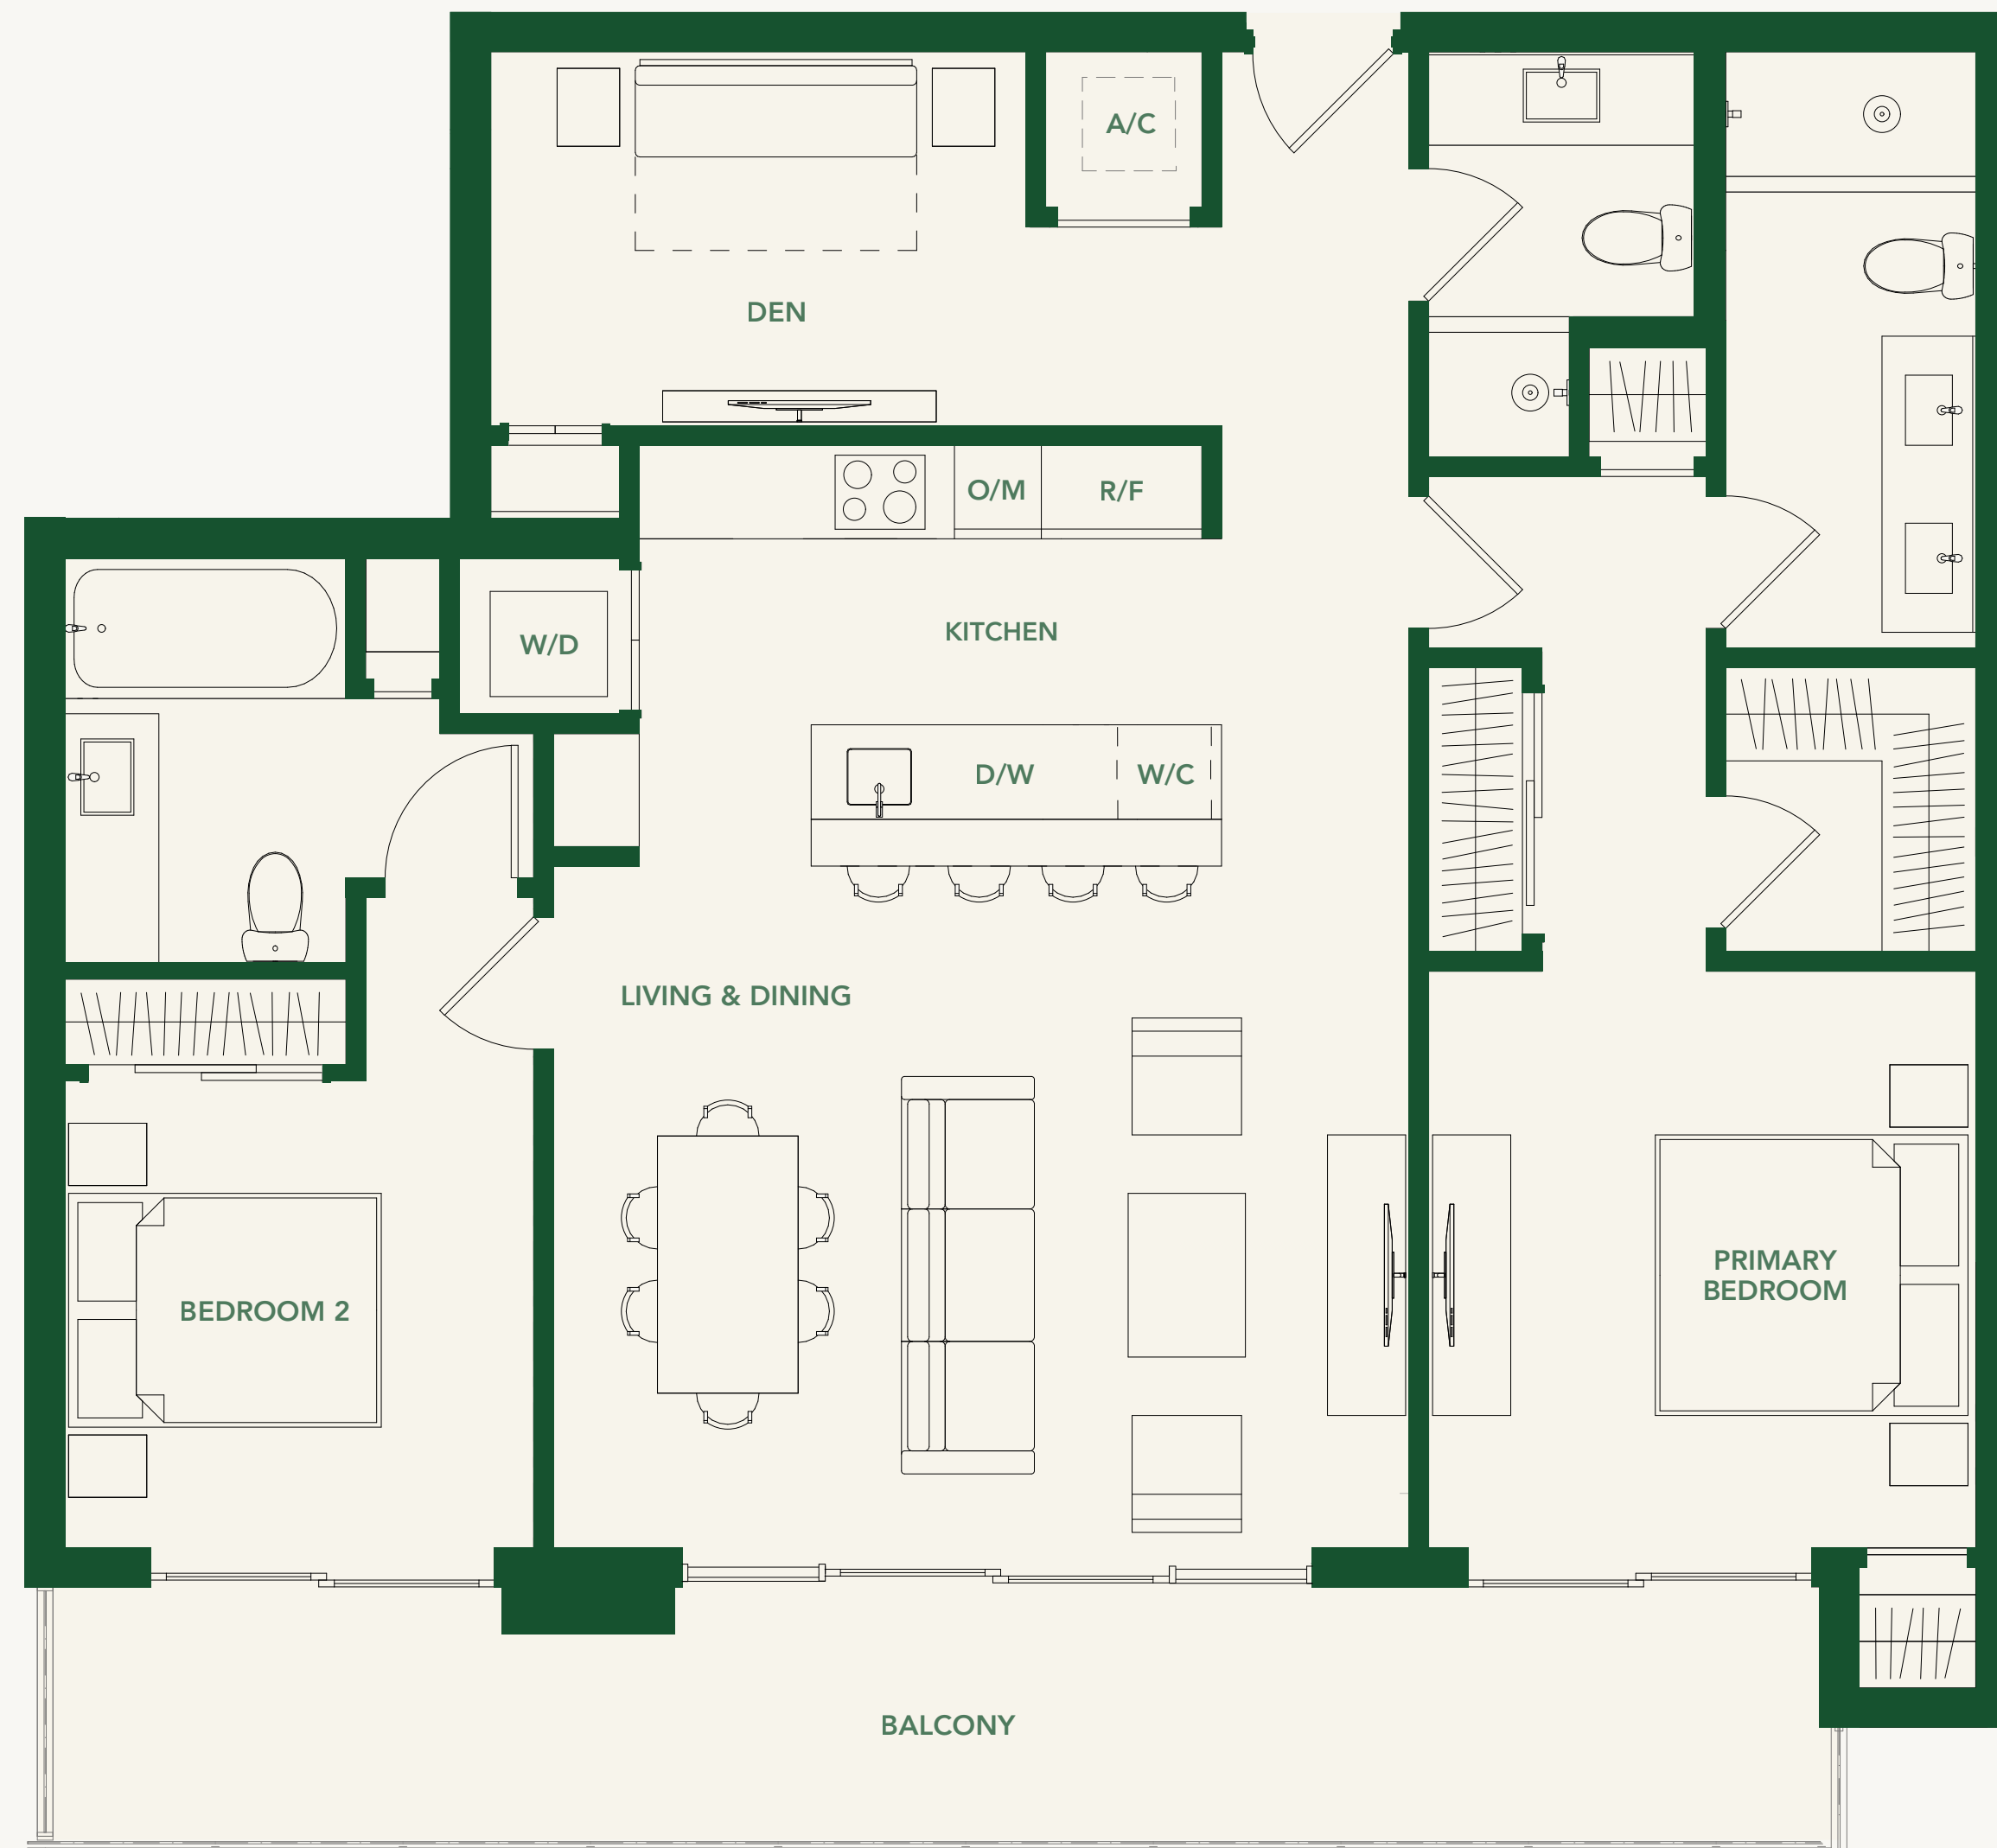 A/C
DEN
O/M
R/F
KITCHEN
W/D
D/W
W/C
LIVING & DINING
PRIMARY
BEDROOM
BEDROOM 2
BALCONY